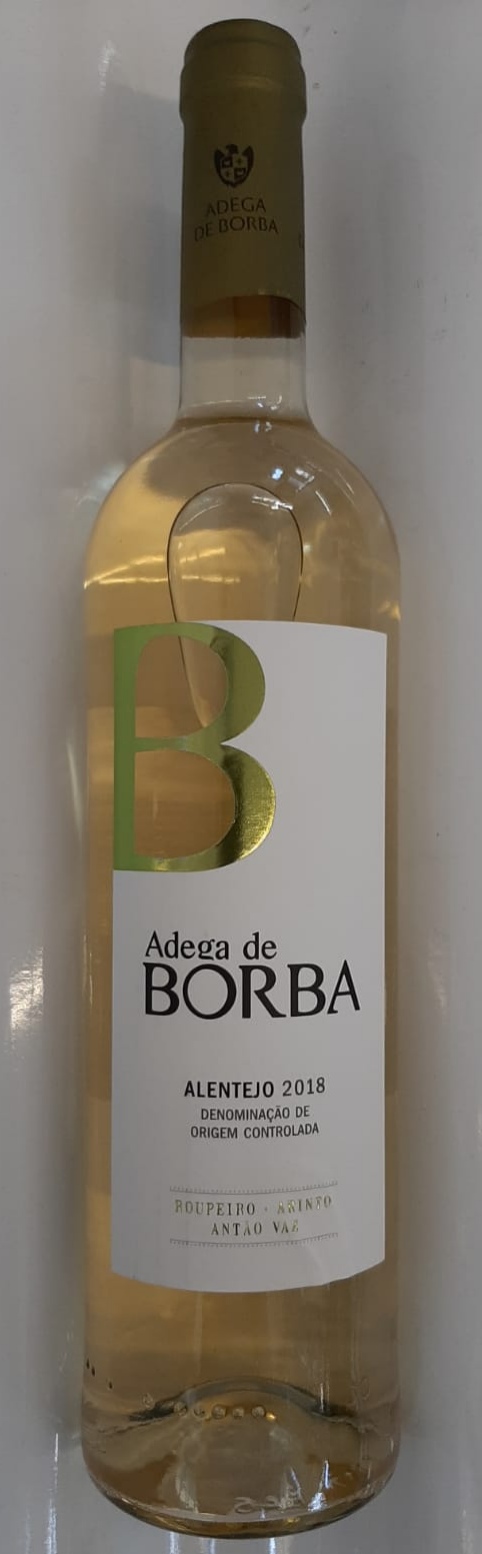 ADEGA
DE BORBA
B
Adega de
BORBA
ALENTEJO 2018
DENOMINAÇÃO DE
ORIGEM CONTROLADA
ROUPEIRO · ARINTO
ANTÃO VAZ